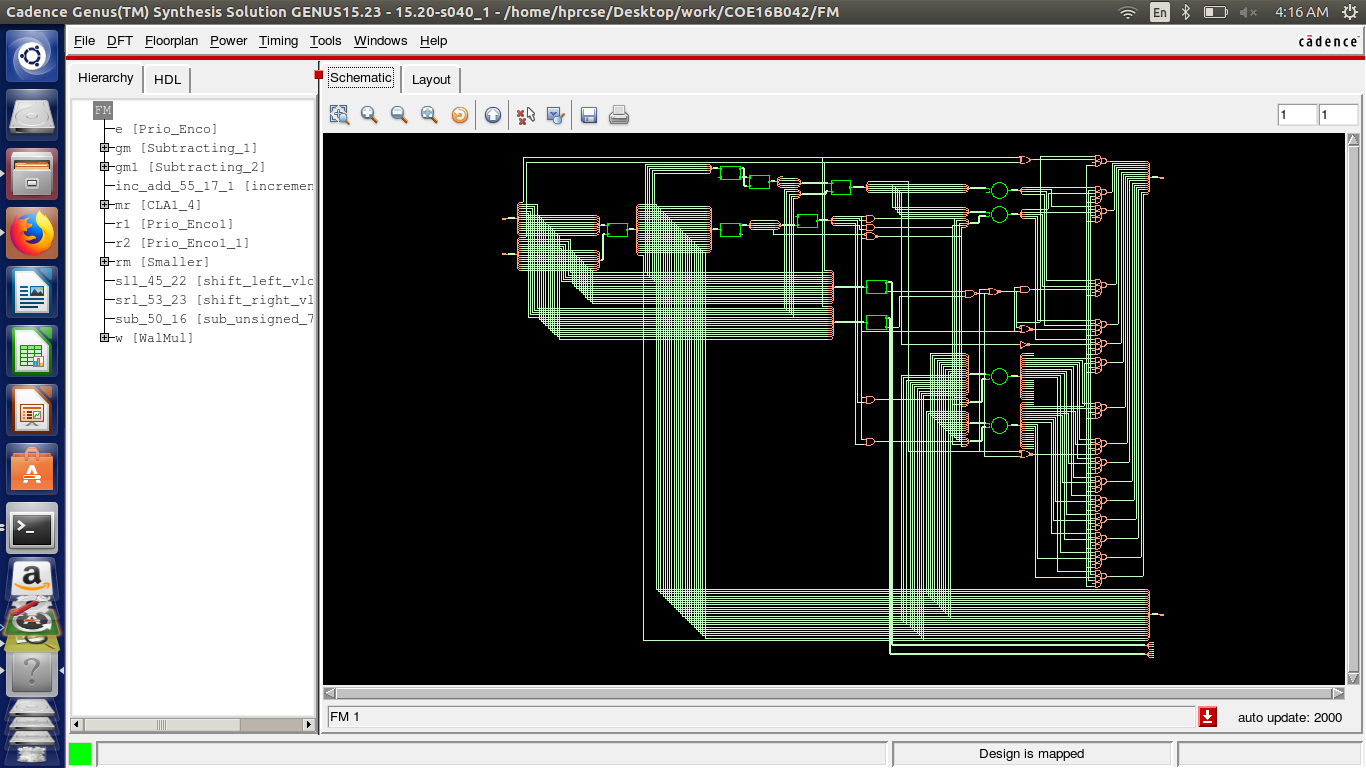 Cadence Genus(TM) Synthesis Solution GENUS15.23 - 15.20-s040_1 - /home/hprcse/Desktop/work/COE16B042/FM
En
4:16 AM
File DFT Floorplan Power Timing Tools Windows Help
cādence
Hierarchy HDL
Schematic Layout
1 1
FM
e [Prio_Enco]
gm [Subtracting_1]
gm1 [Subtracting_2]
inc_add_55_17_1 [incremen
mr [CLA1_4]
r1 [Prio_Enco1]
r2 [Prio_Enco1_1]
rm [Smaller]
sll_45_22 [shift_left_vlo
srl_53_23 [shift_right_vl
sub_50_16 [sub_unsigned_7
w [WalMul]
FM 1
auto update: 2000
Design is mapped